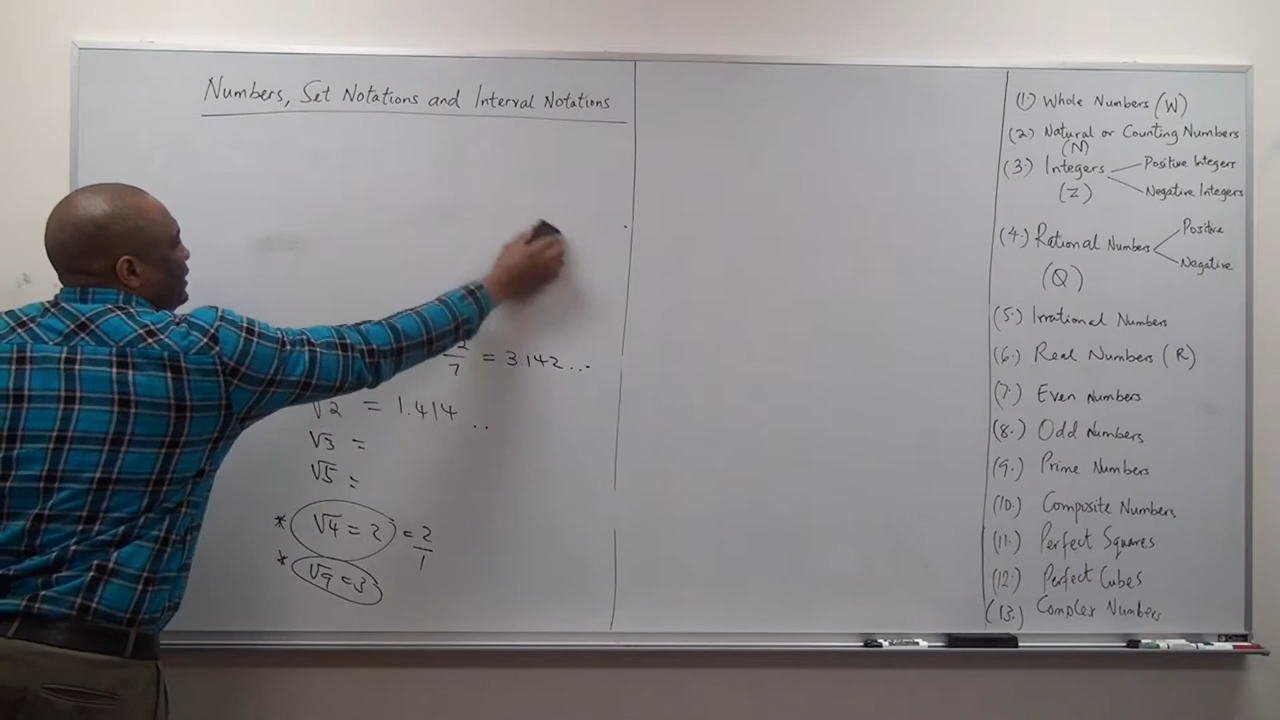 Numbers, Set Notations and Interval Notations
7 = 3.142...
√2 = 1.414..
√3 =
√5 =
* √4 = 2 = 2/1
* √9 = 3
(1.) Whole Numbers (W)
(2.) Natural or Counting Numbers
(N)
(3.) Integers
Positive Integers
Negative Integers
(Z)
(4.) Rational Numbers
Positive
Negative
(Q)
(5.) Irrational Numbers
(6.) Real Numbers (R)
(7.) Even Numbers
(8.) Odd Numbers
(9.) Prime Numbers
(10.) Composite Numbers
(11.) Perfect Squares
(12.) Perfect Cubes
(13.) Complex Numbers